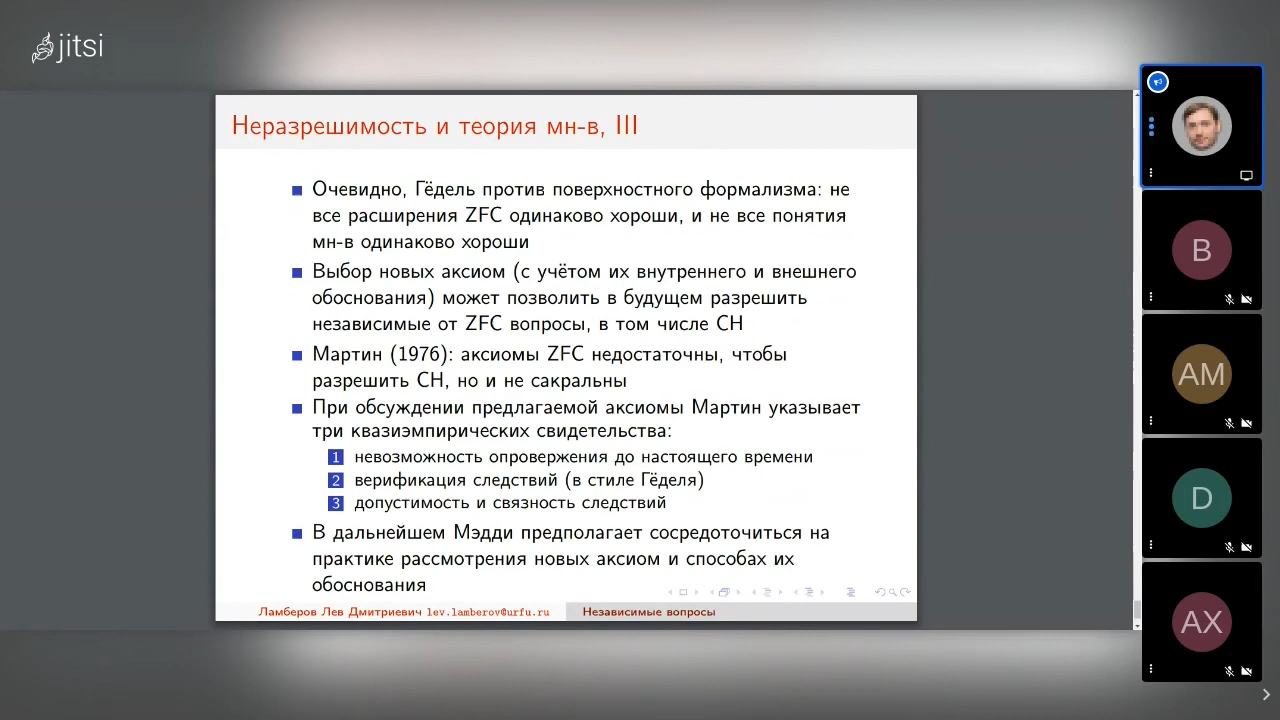 jitsi
Неразрешимость и теория мн-в, III
Очевидно, Гёдель против поверхностного формализма: не
все расширения ZFC одинаково хороши, и не все понятия
мн-в одинаково хороши
Выбор новых аксиом (с учётом их внутреннего и внешнего
обоснования) может позволить в будущем разрешить
независимые от ZFC вопросы, в том числе CH
Мартин (1976): аксиомы ZFC недостаточны, чтобы
разрешить CH, но и не сакральны
При обсуждении предлагаемой аксиомы Мартин указывает
три квазиэмпирических свидетельства:
1 невозможность опровержения до настоящего времени
2 верификация следствий (в стиле Гёделя)
3 допустимость и связность следствий
В дальнейшем Мэдди предполагает сосредоточиться на
практике рассмотрения новых аксиом и способах их
обоснования
Ламберов Лев Дмитриевич lev.lamberov@urfu.ru
Независимые вопросы
B
AM
D
AX